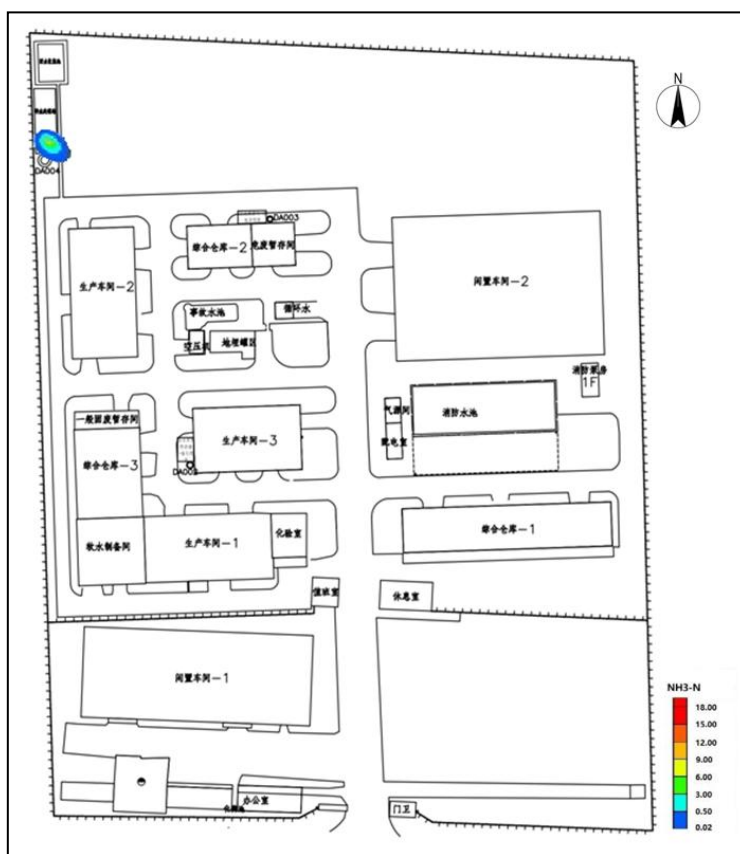 N
DA004
DA003
综合仓库-2
危废暂存间
生产车间-2
闲置车间-2
事故水池
循环水
空压机
地埋罐区
消防泵房
1F
气源间
消防水池
配电室
一般固废暂存间
生产车间-3
综合仓库-3
综合仓库-1
软水制备间
生产车间-1
化验室
值班室
休息室
闲置车间-1
NH3-N
18.00
15.00
12.00
9.00
6.00
3.00
0.50
0.02
办公室
门卫